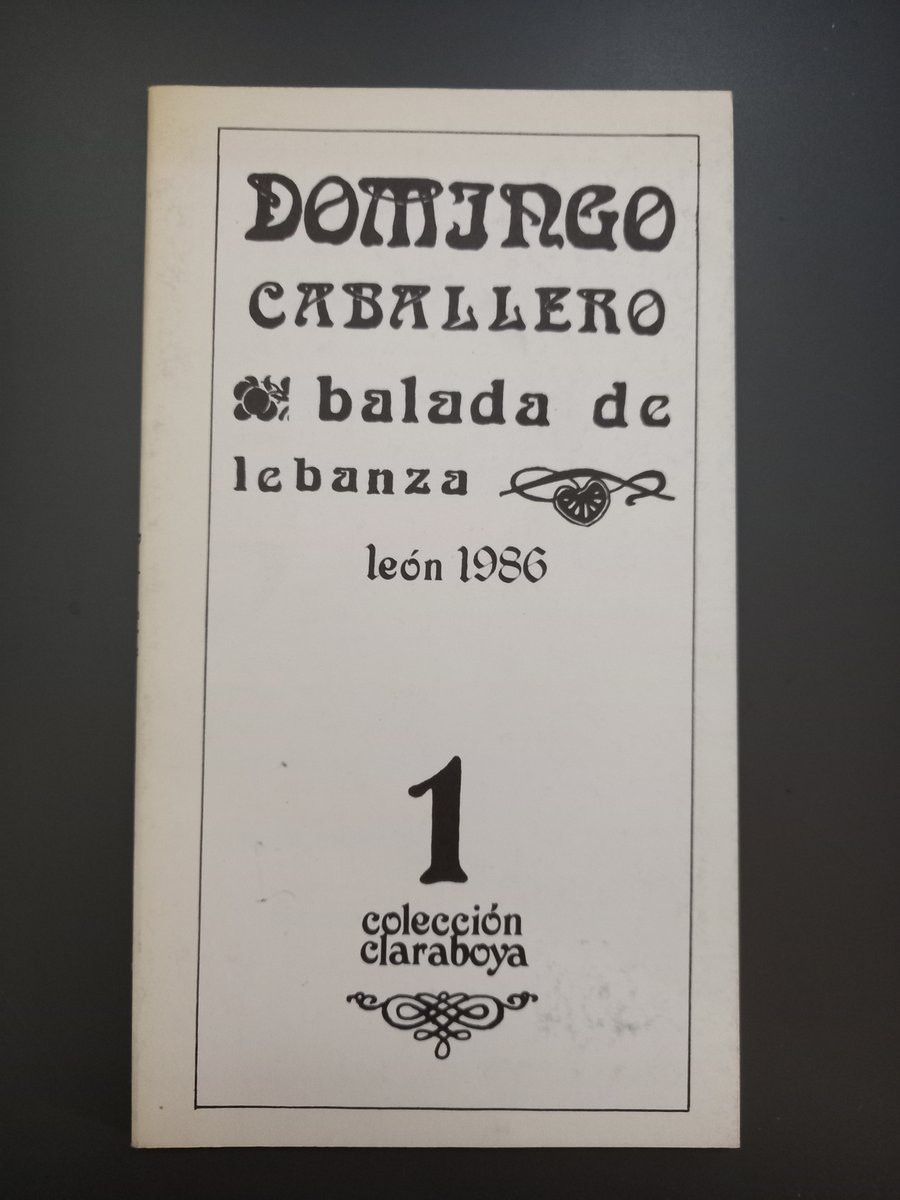 DOMINGO
CABALLERO
balada de
lebanza
león 1986
1
colección
claraboya